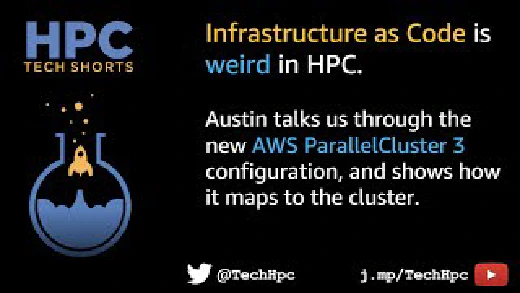 HPC
TECH SHORTS
Infrastructure as Code is
weird in HPC.
Austin talks us through the
new AWS ParallelCluster 3
configuration, and shows how
it maps to the cluster.
@TechHpc
j.mp/TechHpc